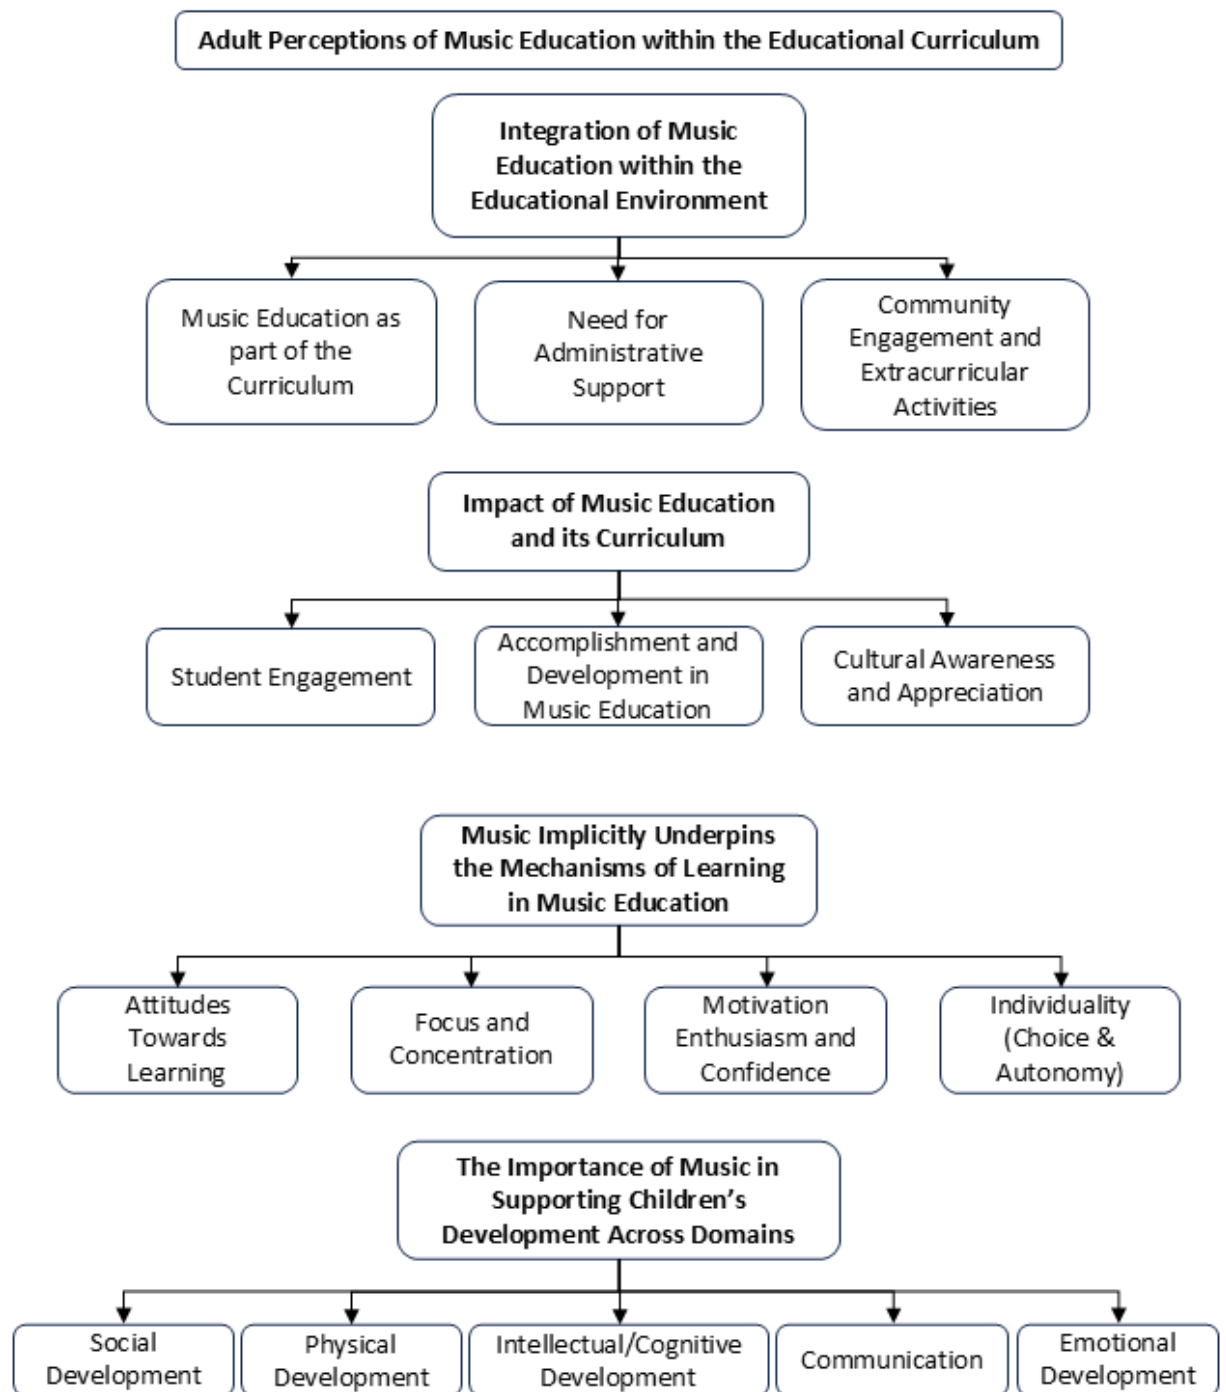 Adult Perceptions of Music Education within the Educational Curriculum
Integration of Music
Education within the
Educational Environment
Music Education as
part of the
Curriculum
Need for
Administrative
Support
Community
Engagement and
Extracurricular
Activities
Impact of Music Education
and its Curriculum
Student Engagement
Accomplishment and
Development in
Music Education
Cultural Awareness
and Appreciation
Music Implicitly Underpins
the Mechanisms of Learning
in Music Education
Attitudes
Towards
Learning
Focus and
Concentration
Motivation
Enthusiasm and
Confidence
Individuality
(Choice &
Autonomy)
The Importance of Music in
Supporting Children’s
Development Across Domains
Social
Development
Physical
Development
Intellectual/Cognitive
Development
Communication
Emotional
Development